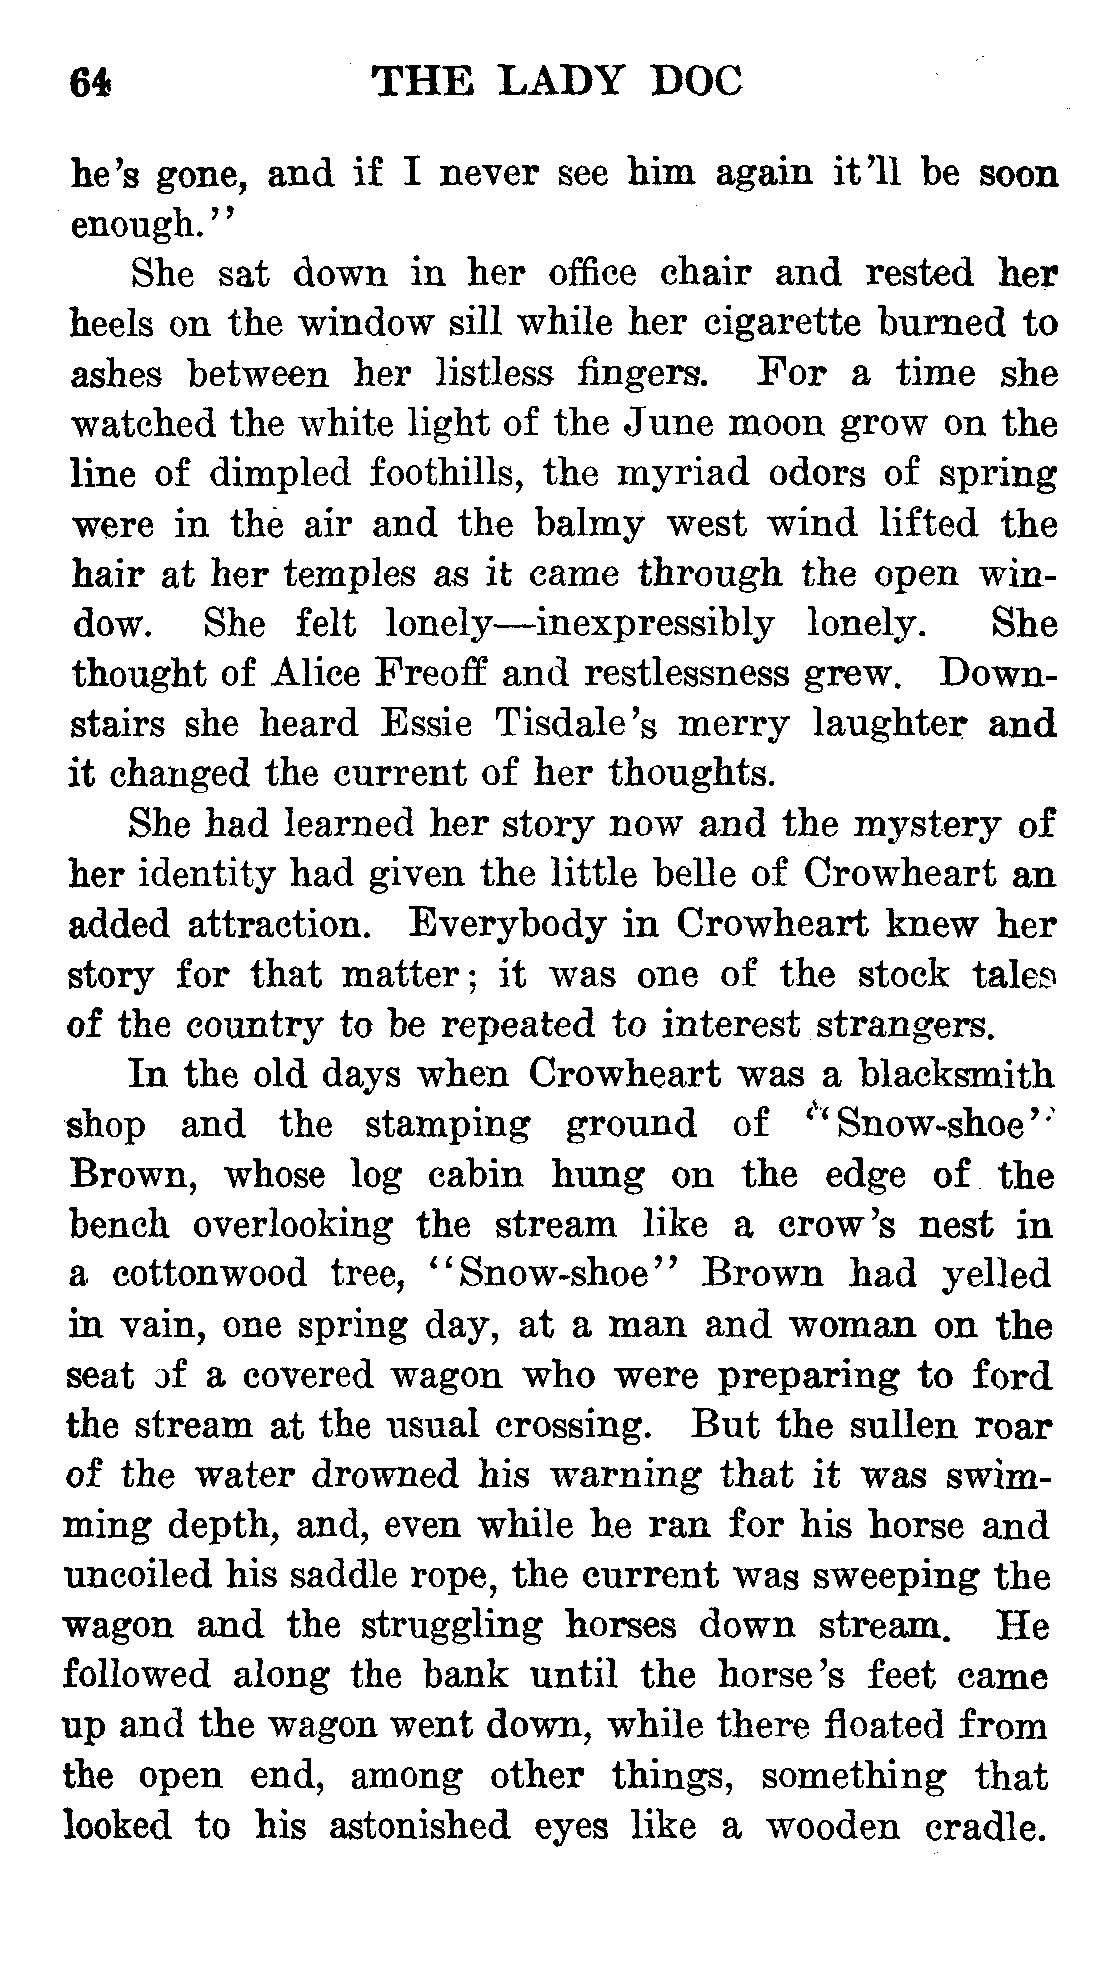 64 THE LADY DOC
he's gone, and if I never see him again it'll be soon
enough."
She sat down in her office chair and rested her
heels on the window sill while her cigarette burned to
ashes between her listless fingers. For a time she
watched the white light of the June moon grow on the
line of dimpled foothills, the myriad odors of spring
were in the air and the balmy west wind lifted the
hair at her temples as it came through the open win-
dow. She felt lonely—inexpressibly lonely. She
thought of Alice Freoff and restlessness grew. Down-
stairs she heard Essie Tisdale's merry laughter and
it changed the current of her thoughts.
She had learned her story now and the mystery of
her identity had given the little belle of Crowheart an
added attraction. Everybody in Crowheart knew her
story for that matter; it was one of the stock tales
of the country to be repeated to interest strangers.
In the old days when Crowheart was a blacksmith
shop and the stamping ground of "Snow-shoe"
Brown, whose log cabin hung on the edge of the
bench overlooking the stream like a crow's nest in
a cottonwood tree, "Snow-shoe" Brown had yelled
in vain, one spring day, at a man and woman on the
seat of a covered wagon who were preparing to ford
the stream at the usual crossing. But the sullen roar
of the water drowned his warning that it was swim-
ming depth, and, even while he ran for his horse and
uncoiled his saddle rope, the current was sweeping the
wagon and the struggling horses down stream. He
followed along the bank until the horse's feet came
up and the wagon went down, while there floated from
the open end, among other things, something that
looked to his astonished eyes like a wooden cradle.